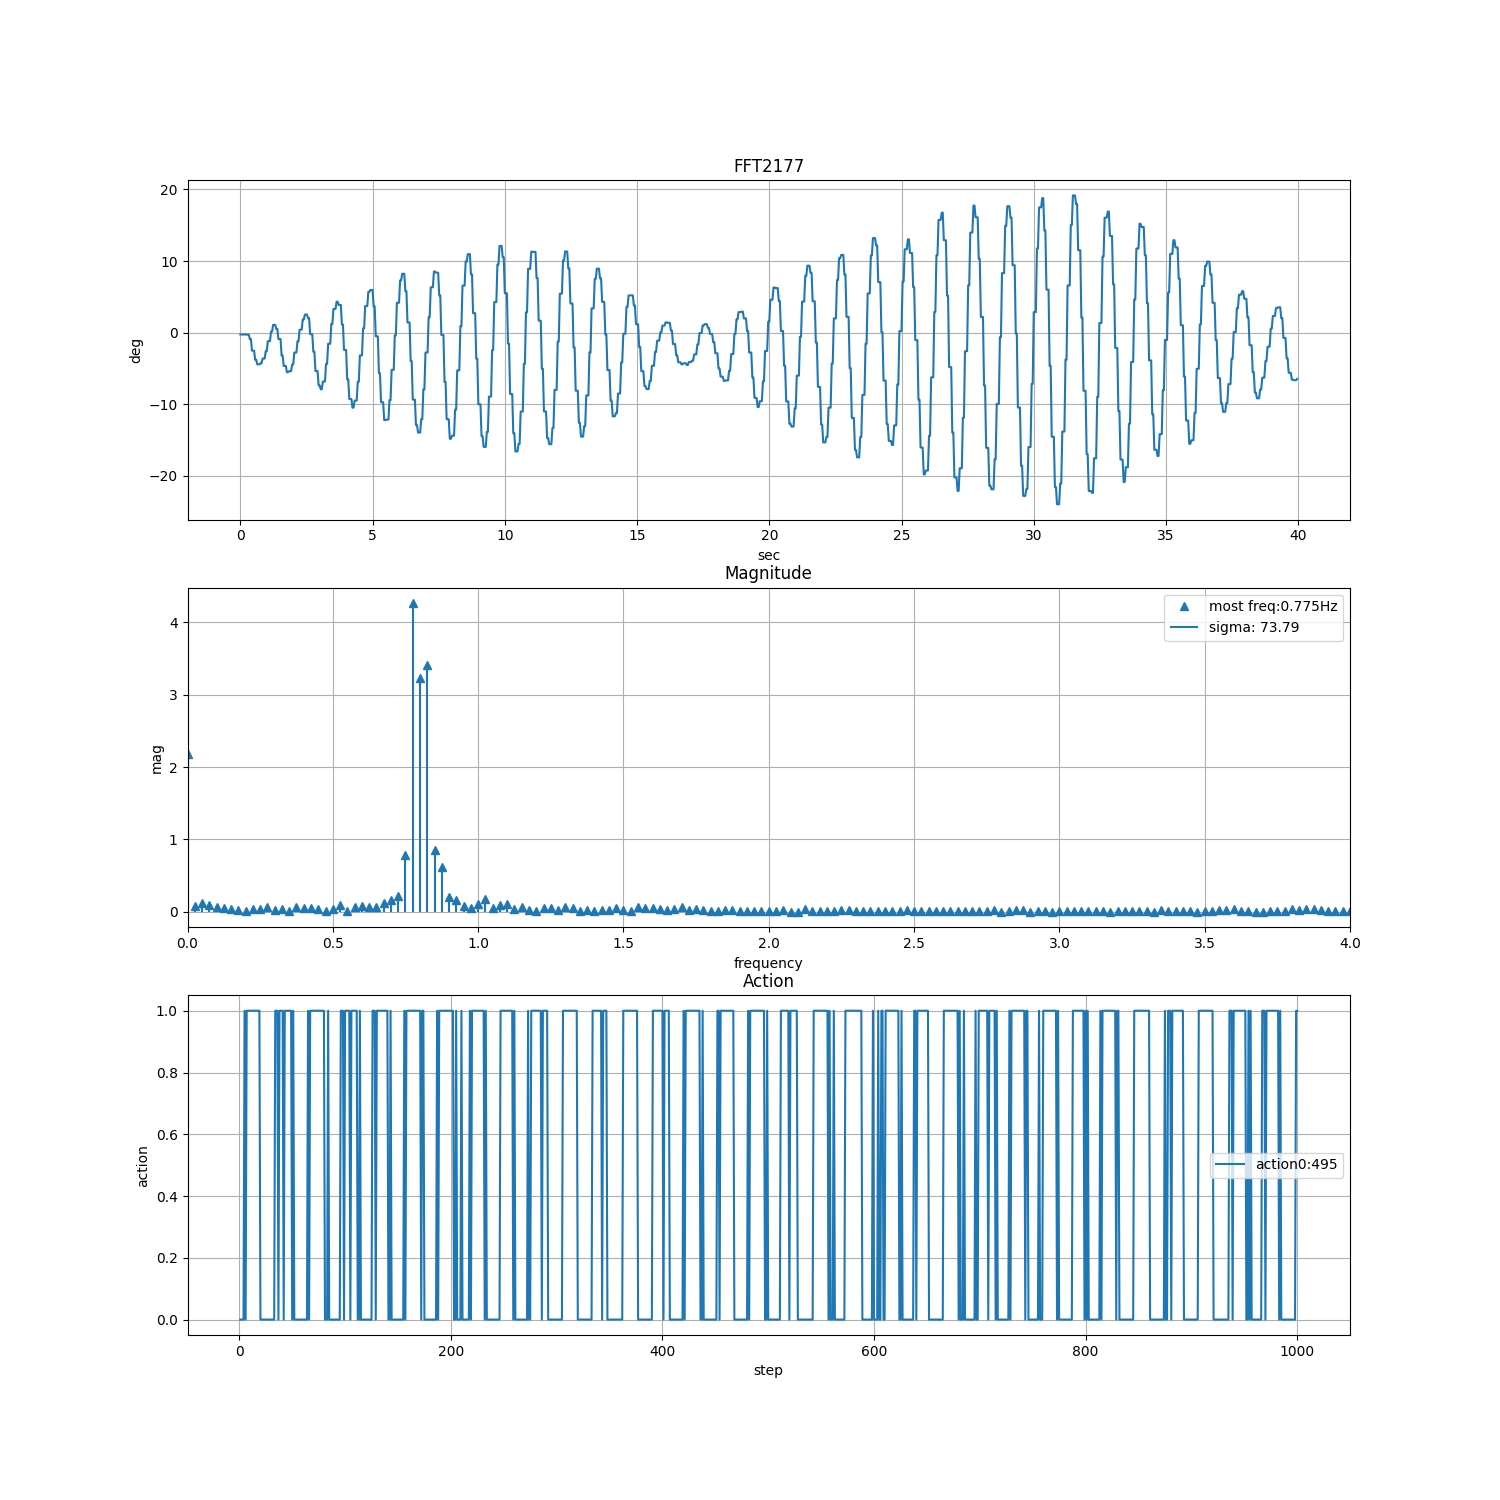 FFT2177
20
10
0
−10
−20
deg
0 5 10 15 20 25 30 35 40
sec
Magnitude
most freq:0.775Hz
sigma: 73.79
4
3
2
1
0
mag
0.0 0.5 1.0 1.5 2.0 2.5 3.0 3.5 4.0
frequency
Action
1.0
0.8
0.6
0.4
0.2
0.0
action
action0:495
0 200 400 600 800 1000
step